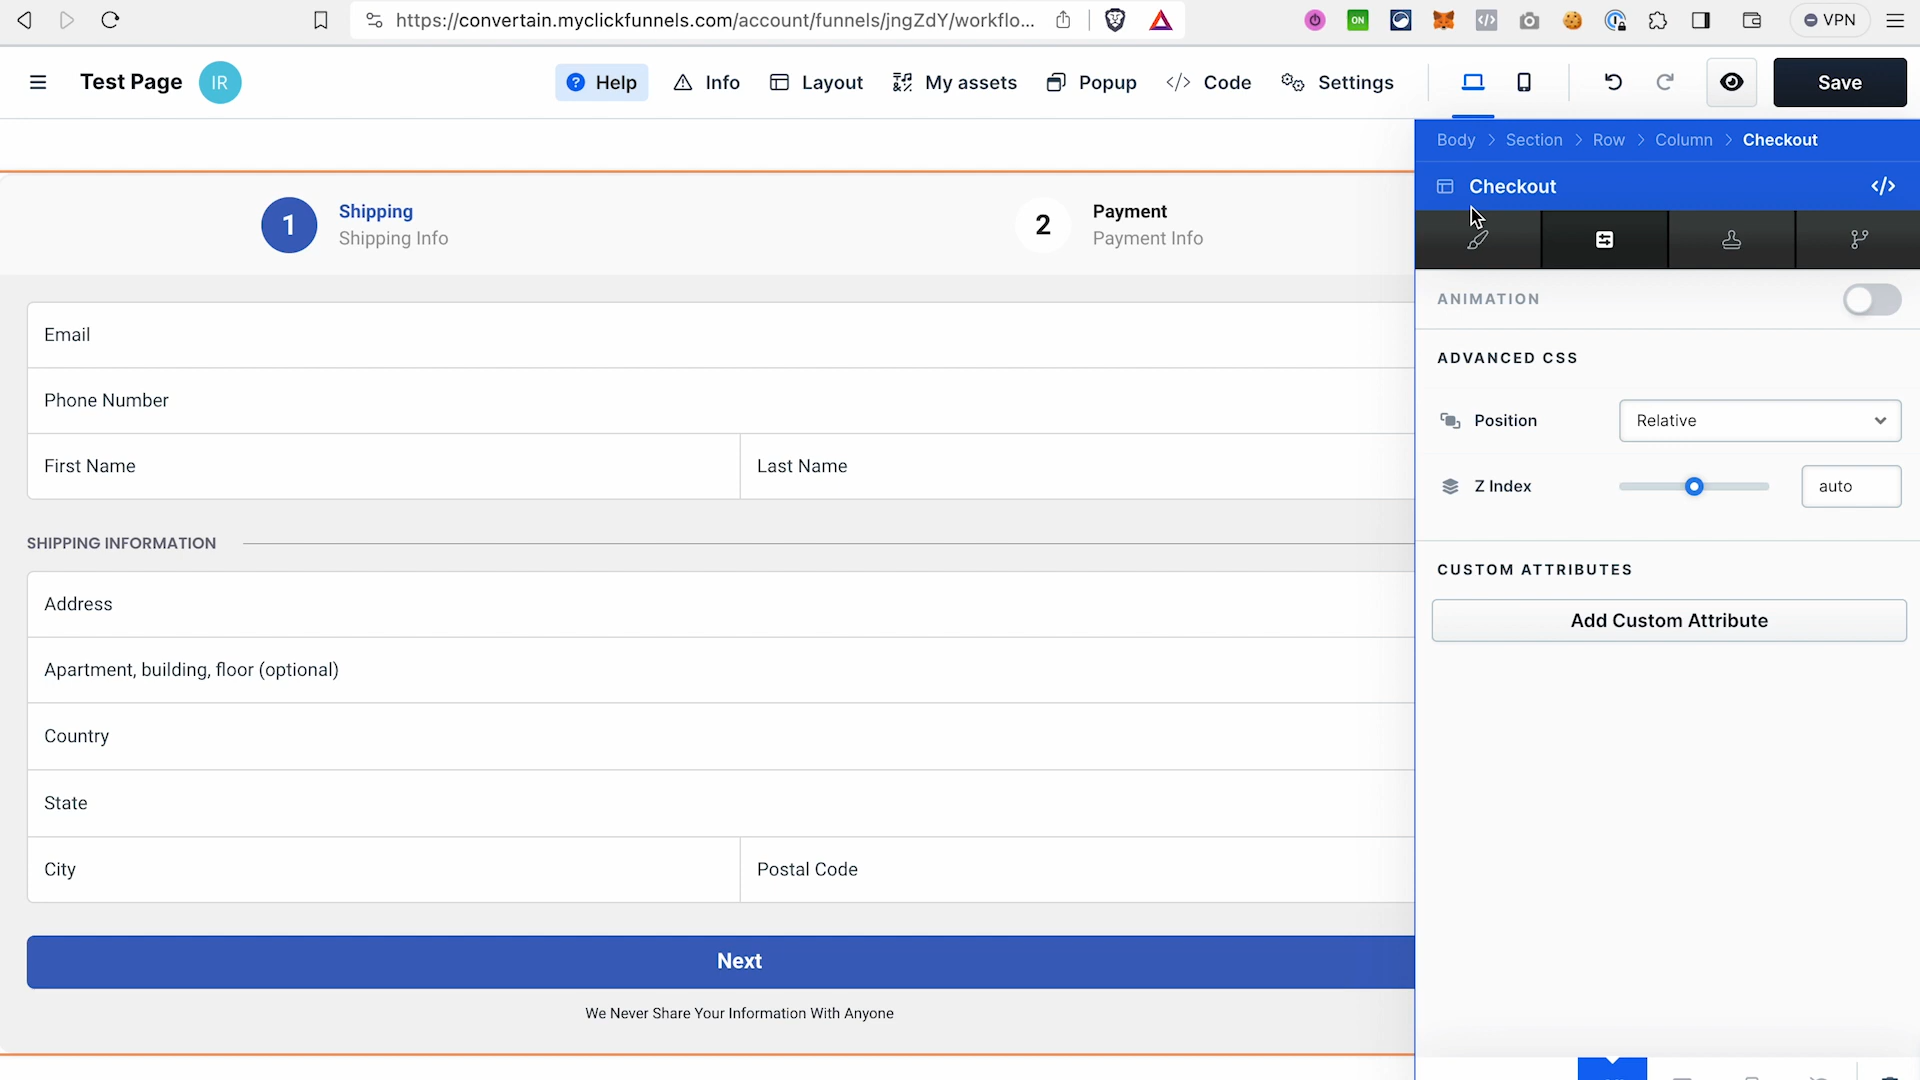 https://convertain.myclickfunnels.com/account/funnels/jngZdY/workflo...
ON
VPN
Test Page
IR
Help
Info
Layout
My assets
Popup
Code
Settings
Save
Body > Section > Row > Column > Checkout
Checkout
1
Shipping
Shipping Info
2
Payment
Payment Info
ANIMATION
ADVANCED CSS
Position
Relative
Z Index
auto
CUSTOM ATTRIBUTES
Add Custom Attribute
Email
Phone Number
First Name
Last Name
SHIPPING INFORMATION
Address
Apartment, building, floor (optional)
Country
State
City
Postal Code
Next
We Never Share Your Information With Anyone